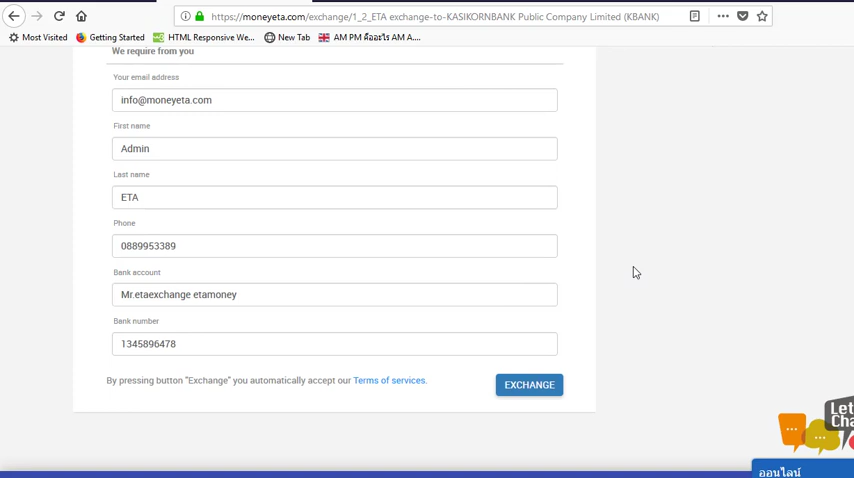 https://moneyeta.com/exchange/1_2_ETA exchange-to-KASIKORNBANK Public Company Limited (KBANK)
Most Visited Getting Started HTML Responsive We... New Tab AM PM คืออะไร AM A...
We require from you
Your email address
info@moneyeta.com
First name
Admin
Last name
ETA
Phone
0889953389
Bank account
Mr.etaexchange etamoney
Bank number
1345896478
By pressing button "Exchange" you automatically accept our Terms of services.
EXCHANGE
Let
Cha
ออนไลน์